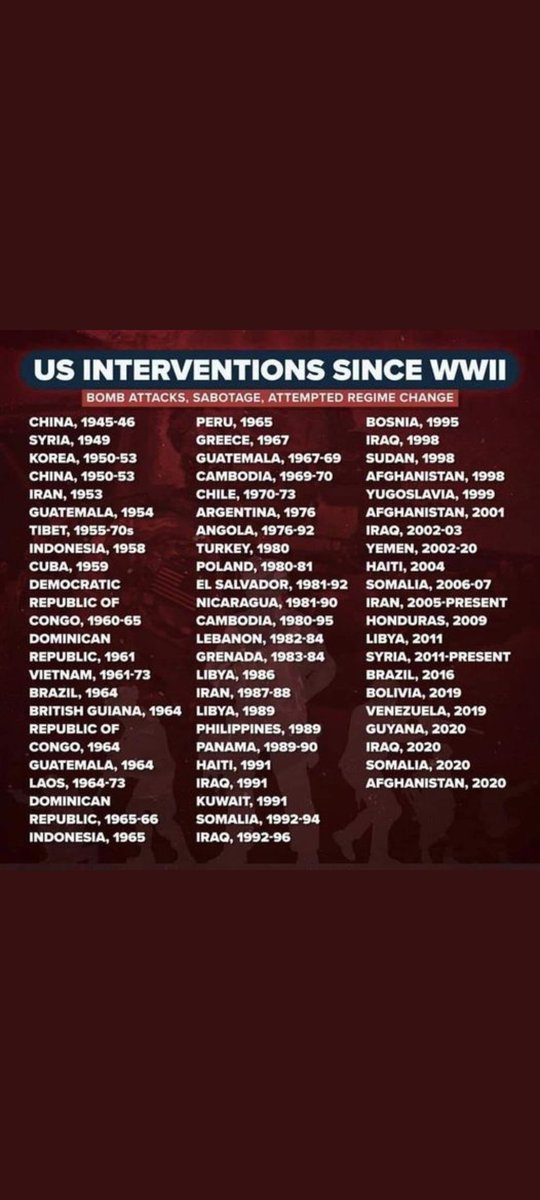 US INTERVENTIONS SINCE WWII
BOMB ATTACKS, SABOTAGE, ATTEMPTED REGIME CHANGE
CHINA, 1945-46
SYRIA, 1949
KOREA, 1950-53
CHINA, 1950-53
IRAN, 1953
GUATEMALA, 1954
TIBET, 1955-70s
INDONESIA, 1958
CUBA, 1959
DEMOCRATIC
REPUBLIC OF
CONGO, 1960-65
DOMINICAN
REPUBLIC, 1961
VIETNAM, 1961-73
BRAZIL, 1964
BRITISH GUIANA, 1964
REPUBLIC OF
CONGO, 1964
GUATEMALA, 1964
LAOS, 1964-73
DOMINICAN
REPUBLIC, 1965-66
INDONESIA, 1965
PERU, 1965
GREECE, 1967
GUATEMALA, 1967-69
CAMBODIA, 1969-70
CHILE, 1970-73
ARGENTINA, 1976
ANGOLA, 1976-92
TURKEY, 1980
POLAND, 1980-81
EL SALVADOR, 1981-92
NICARAGUA, 1981-90
CAMBODIA, 1980-95
LEBANON, 1982-84
GRENADA, 1983-84
LIBYA, 1986
IRAN, 1987-88
LIBYA, 1989
PHILIPPINES, 1989
PANAMA, 1989-90
HAITI, 1991
IRAQ, 1991
KUWAIT, 1991
SOMALIA, 1992-94
IRAQ, 1992-96
BOSNIA, 1995
IRAQ, 1998
SUDAN, 1998
AFGHANISTAN, 1998
YUGOSLAVIA, 1999
AFGHANISTAN, 2001
IRAQ, 2002-03
YEMEN, 2002-20
HAITI, 2004
SOMALIA, 2006-07
IRAN, 2005-PRESENT
HONDURAS, 2009
LIBYA, 2011
SYRIA, 2011-PRESENT
BRAZIL, 2016
BOLIVIA, 2019
VENEZUELA, 2019
GUYANA, 2020
IRAQ, 2020
SOMALIA, 2020
AFGHANISTAN, 2020